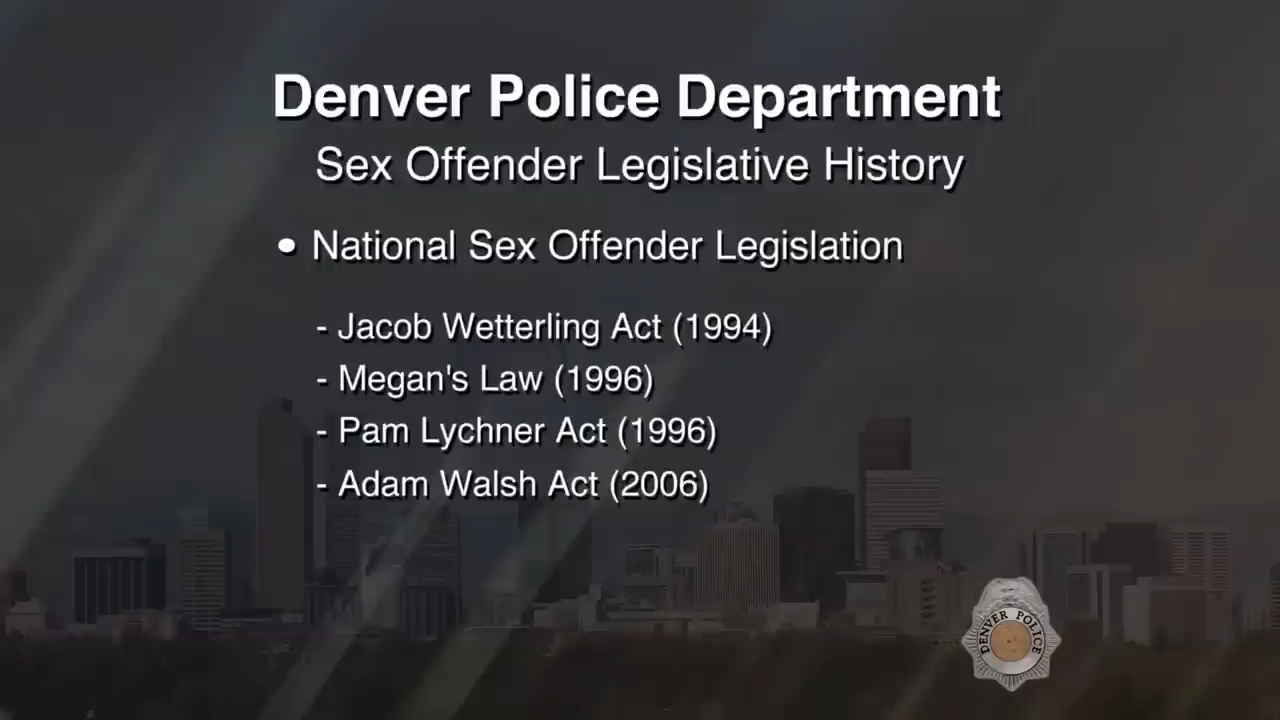 Denver Police Department
Sex Offender Legislative History
• National Sex Offender Legislation
- Jacob Wetterling Act (1994)
- Megan's Law (1996)
- Pam Lychner Act (1996)
- Adam Walsh Act (2006)
DENVER POLICE